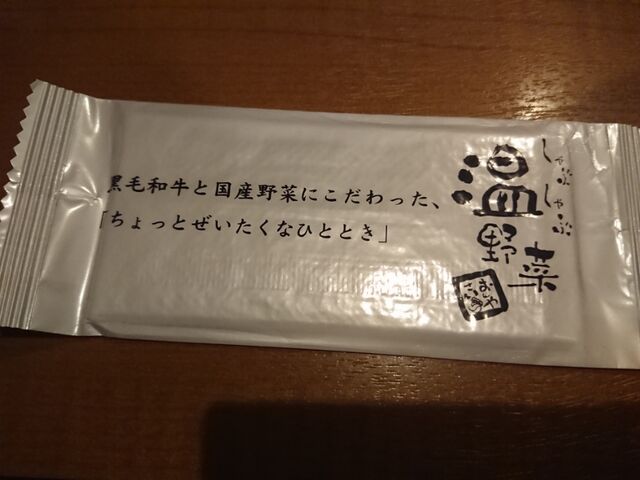 黒毛和牛と国産野菜にこだわった、
「ちょっとぜいたくなひととき」
しゃぶしゃぶ
温野菜